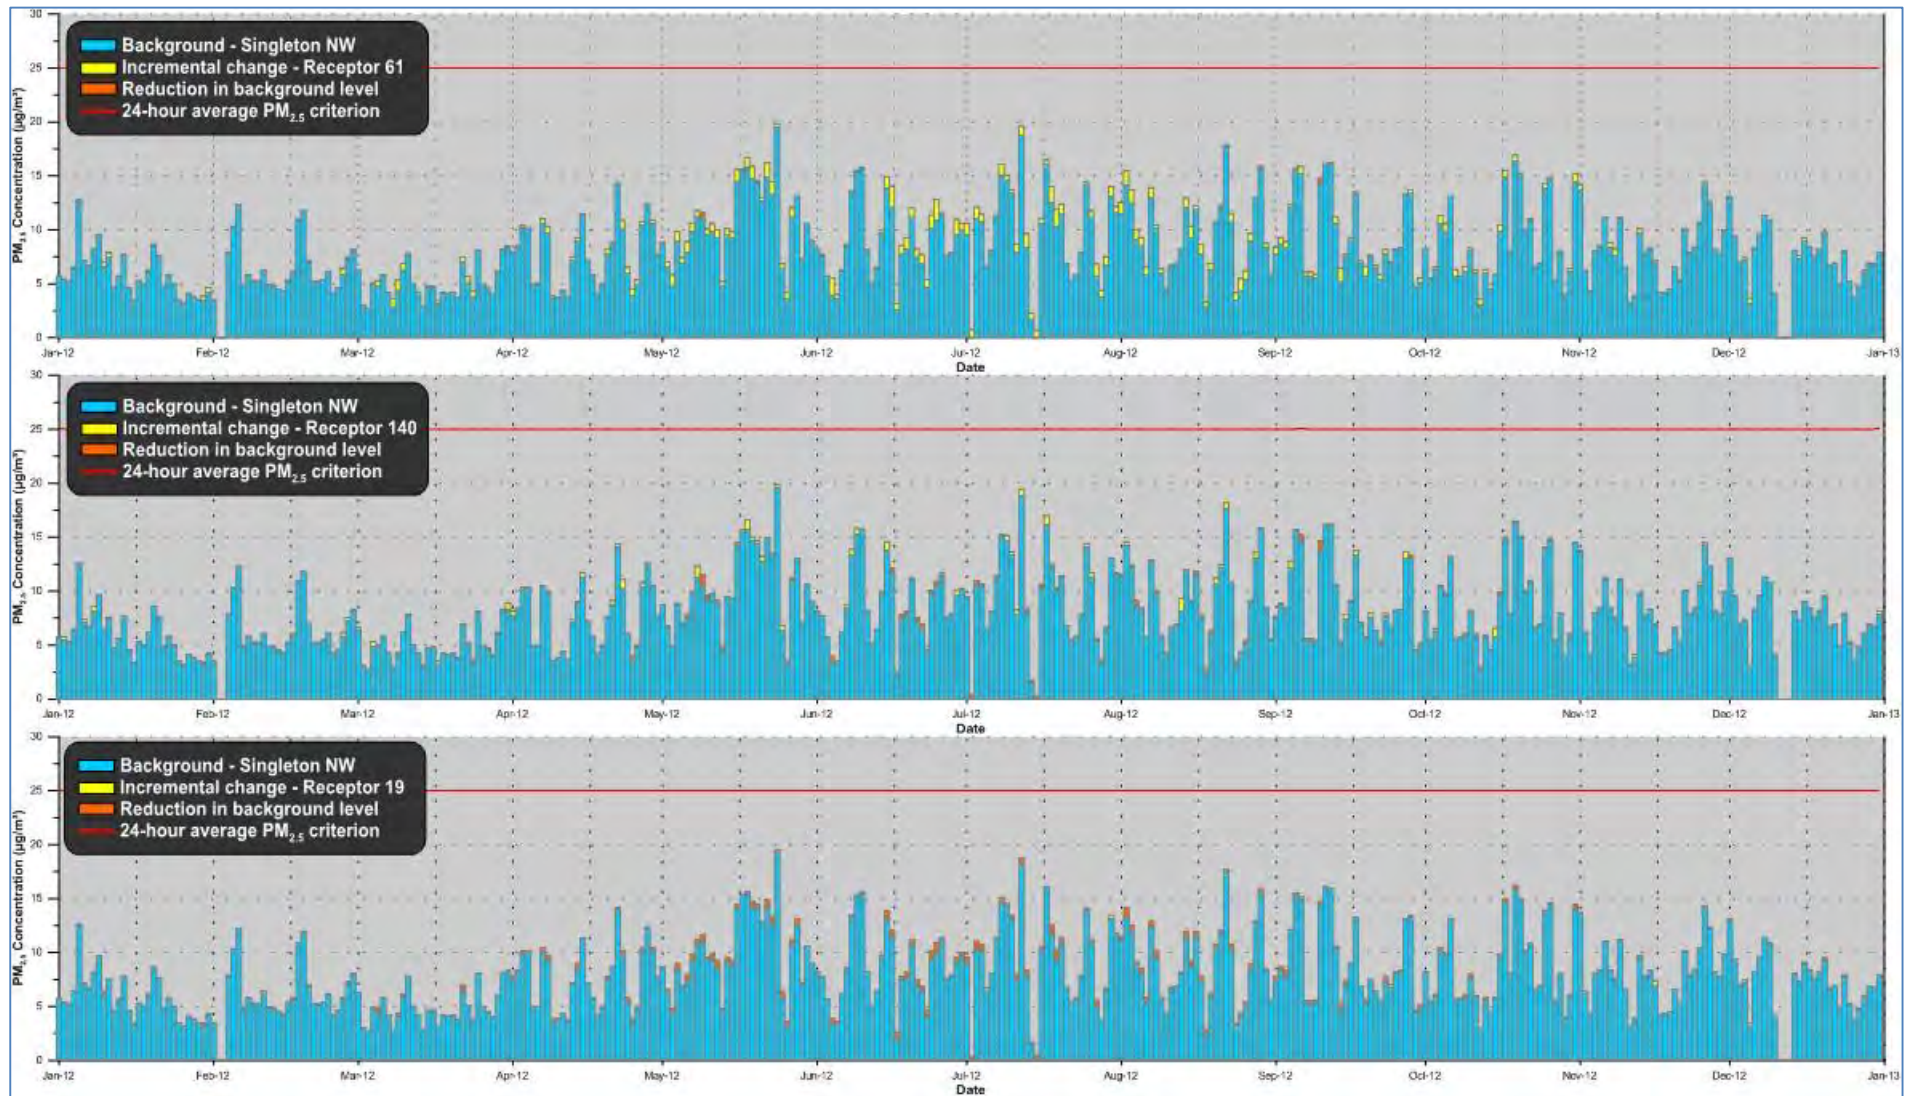 30
25
20
15
10
5
0
PM2.5 Concentration (µg/m³)
Background - Singleton NW
Incremental change - Receptor 61
Reduction in background level
24-hour average PM2.5 criterion
Jan-12 Feb-12 Mar-12 Apr-12 May-12 Jun-12 Jul-12 Aug-12 Sep-12 Oct-12 Nov-12 Dec-12 Jan-13
Date
30
25
20
15
10
5
0
PM2.5 Concentration (µg/m³)
Background - Singleton NW
Incremental change - Receptor 140
Reduction in background level
24-hour average PM2.5 criterion
Jan-12 Feb-12 Mar-12 Apr-12 May-12 Jun-12 Jul-12 Aug-12 Sep-12 Oct-12 Nov-12 Dec-12 Jan-13
Date
30
25
20
15
10
5
0
PM2.5 Concentration (µg/m³)
Background - Singleton NW
Incremental change - Receptor 19
Reduction in background level
24-hour average PM2.5 criterion
Jan-12 Feb-12 Mar-12 Apr-12 May-12 Jun-12 Jul-12 Aug-12 Sep-12 Oct-12 Nov-12 Dec-12 Jan-13
Date